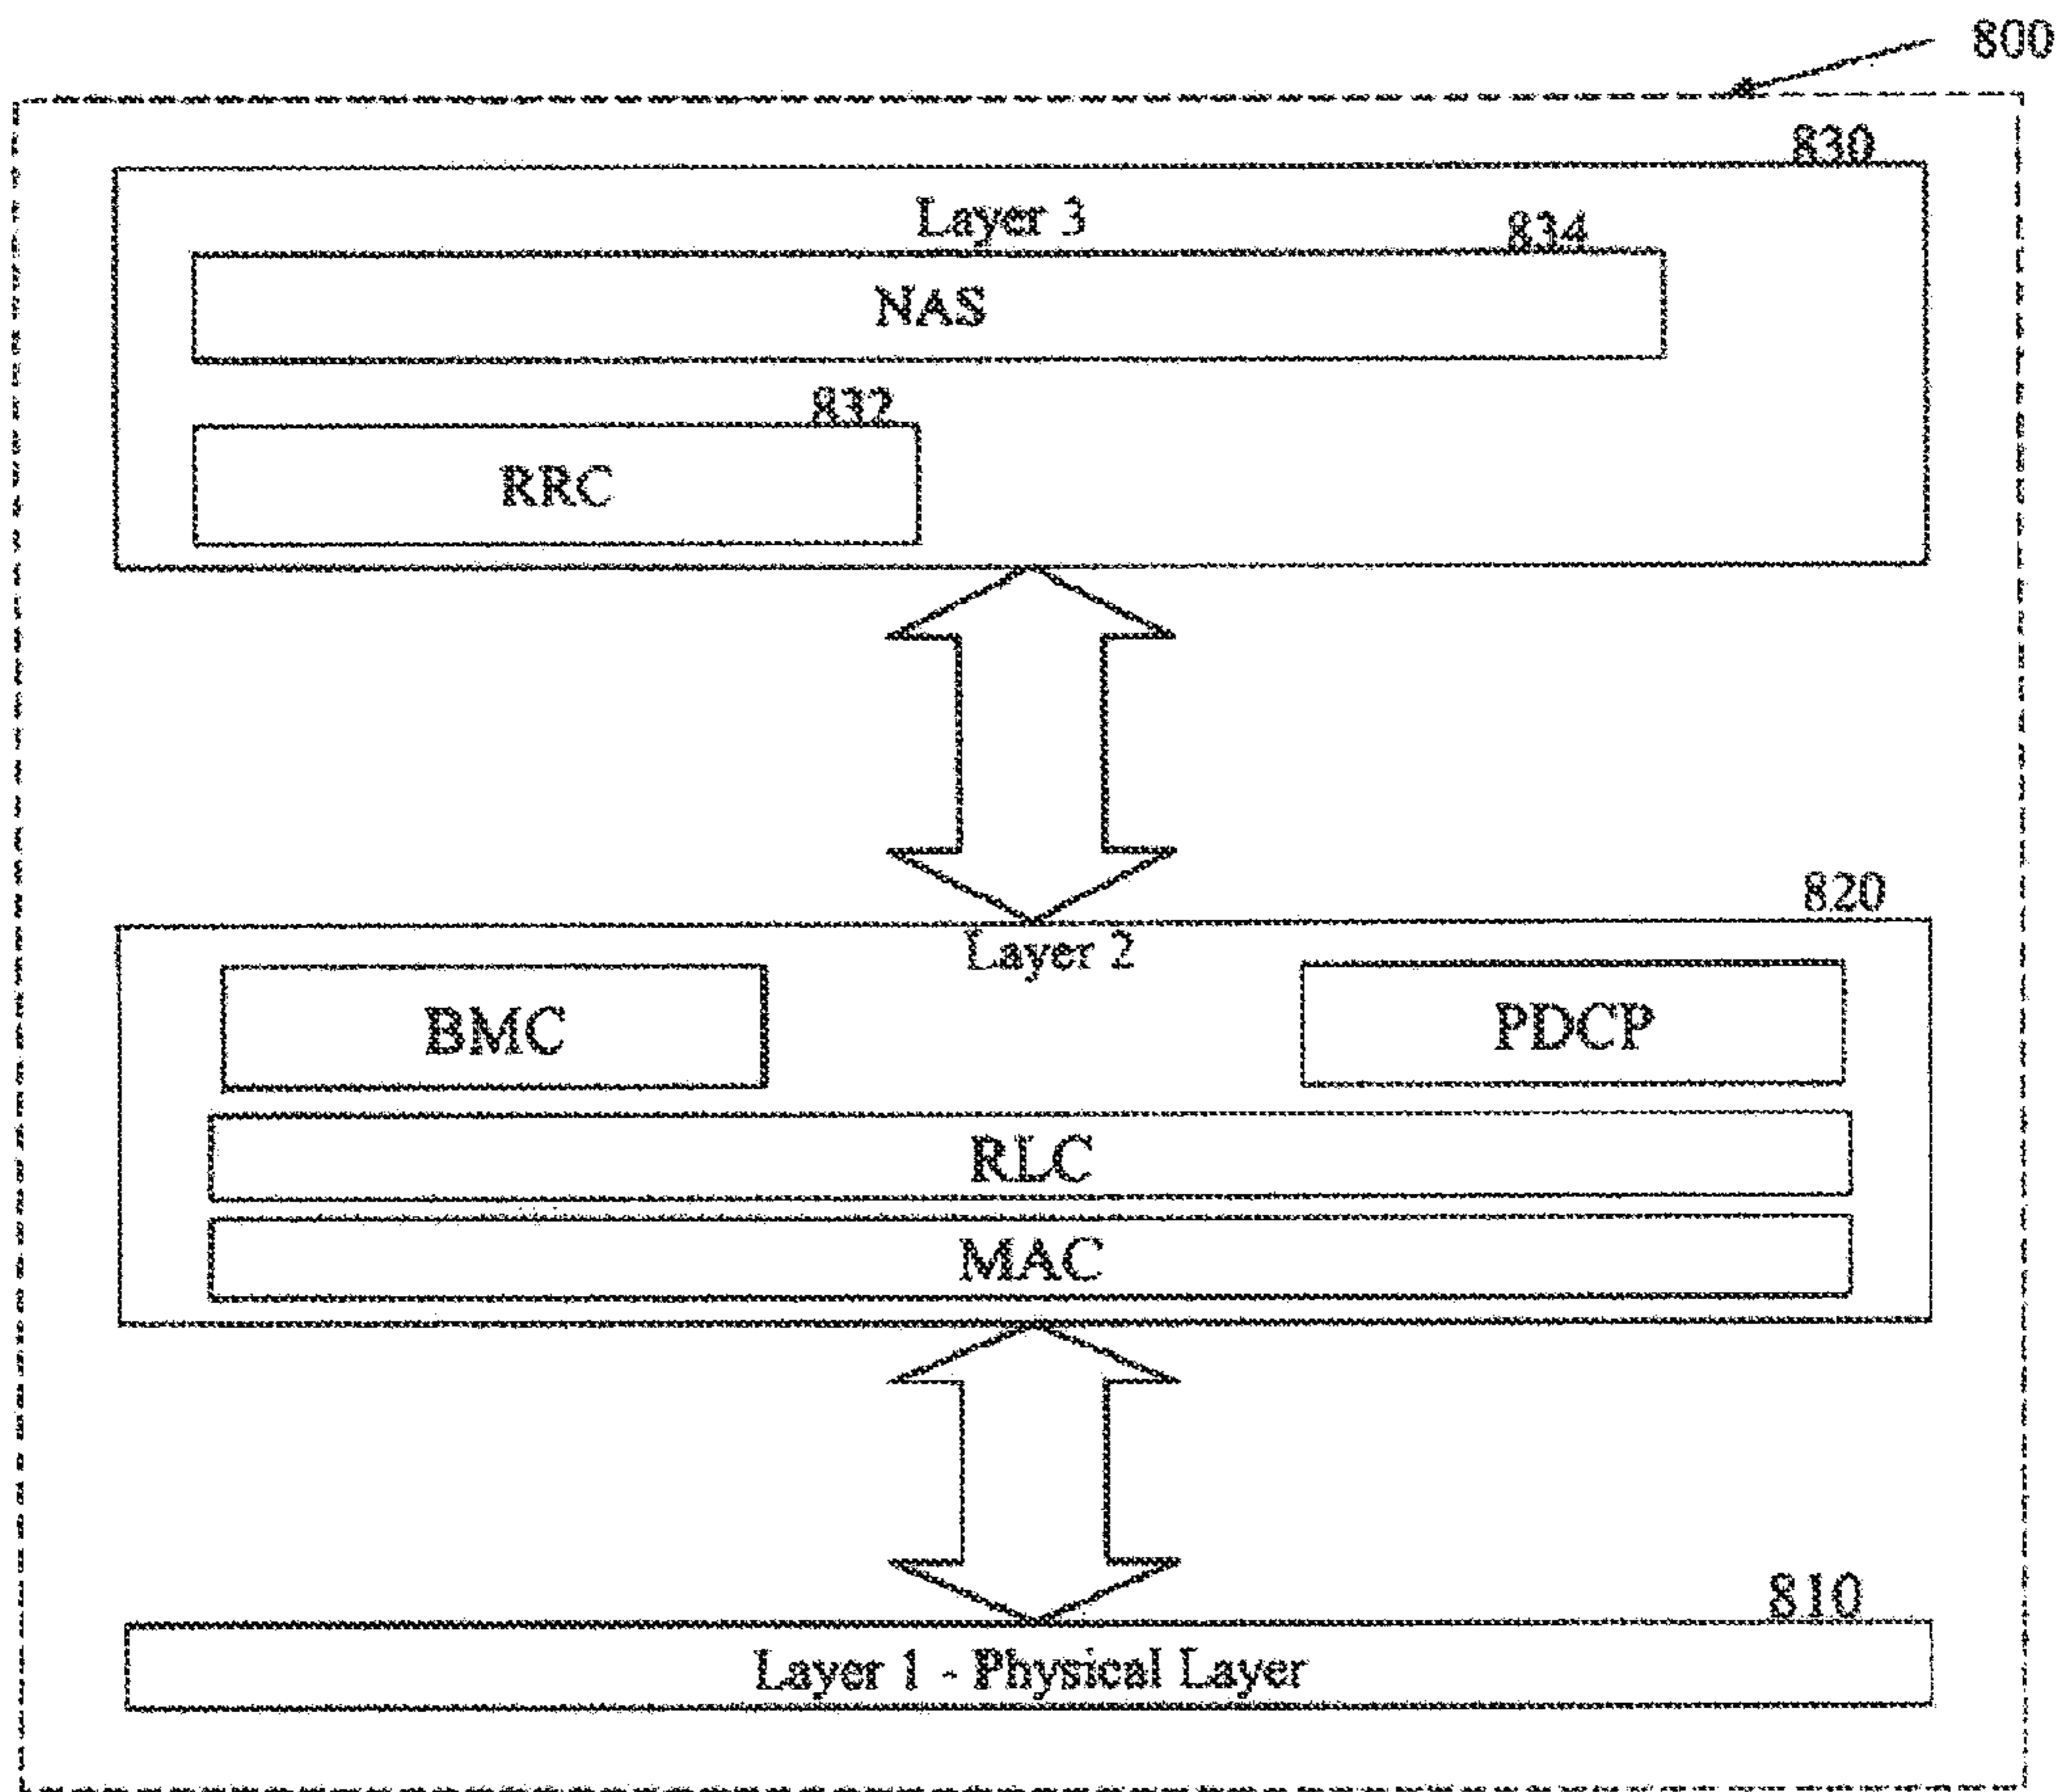 800
830
Layer 3
834
NAS
832
RRC
820
Layer 2
BMC
PDCP
RLC
MAC
810
Layer 1 - Physical Layer